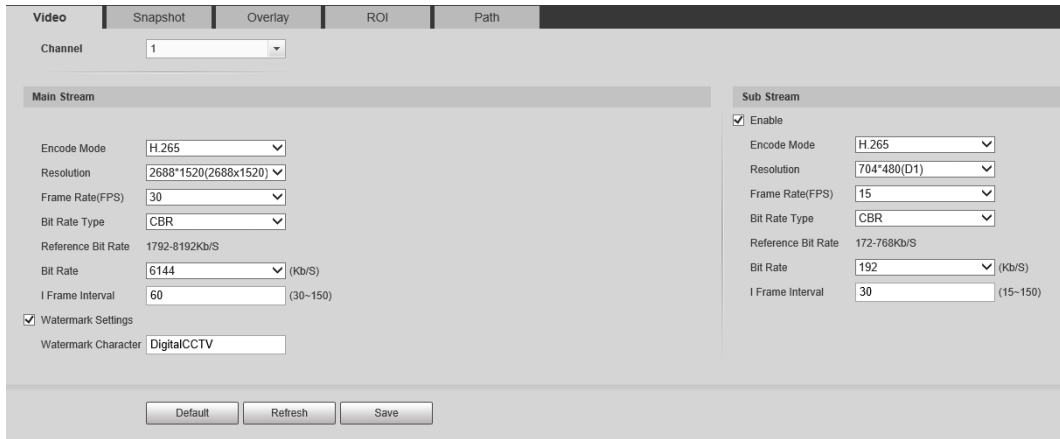 Video Snapshot Overlay ROI Path
Channel 1
Main Stream
Encode Mode H.265
Resolution 2688*1520(2688x1520)
Frame Rate(FPS) 30
Bit Rate Type CBR
Reference Bit Rate 1792-8192Kb/S
Bit Rate 6144 (Kb/S)
I Frame Interval 60 (30~150)
Watermark Settings
Watermark Character DigitalCCTV
Sub Stream
Enable
Encode Mode H.265
Resolution 704*480(D1)
Frame Rate(FPS) 15
Bit Rate Type CBR
Reference Bit Rate 172-768Kb/S
Bit Rate 192 (Kb/S)
I Frame Interval 30 (15~150)
Default Refresh Save